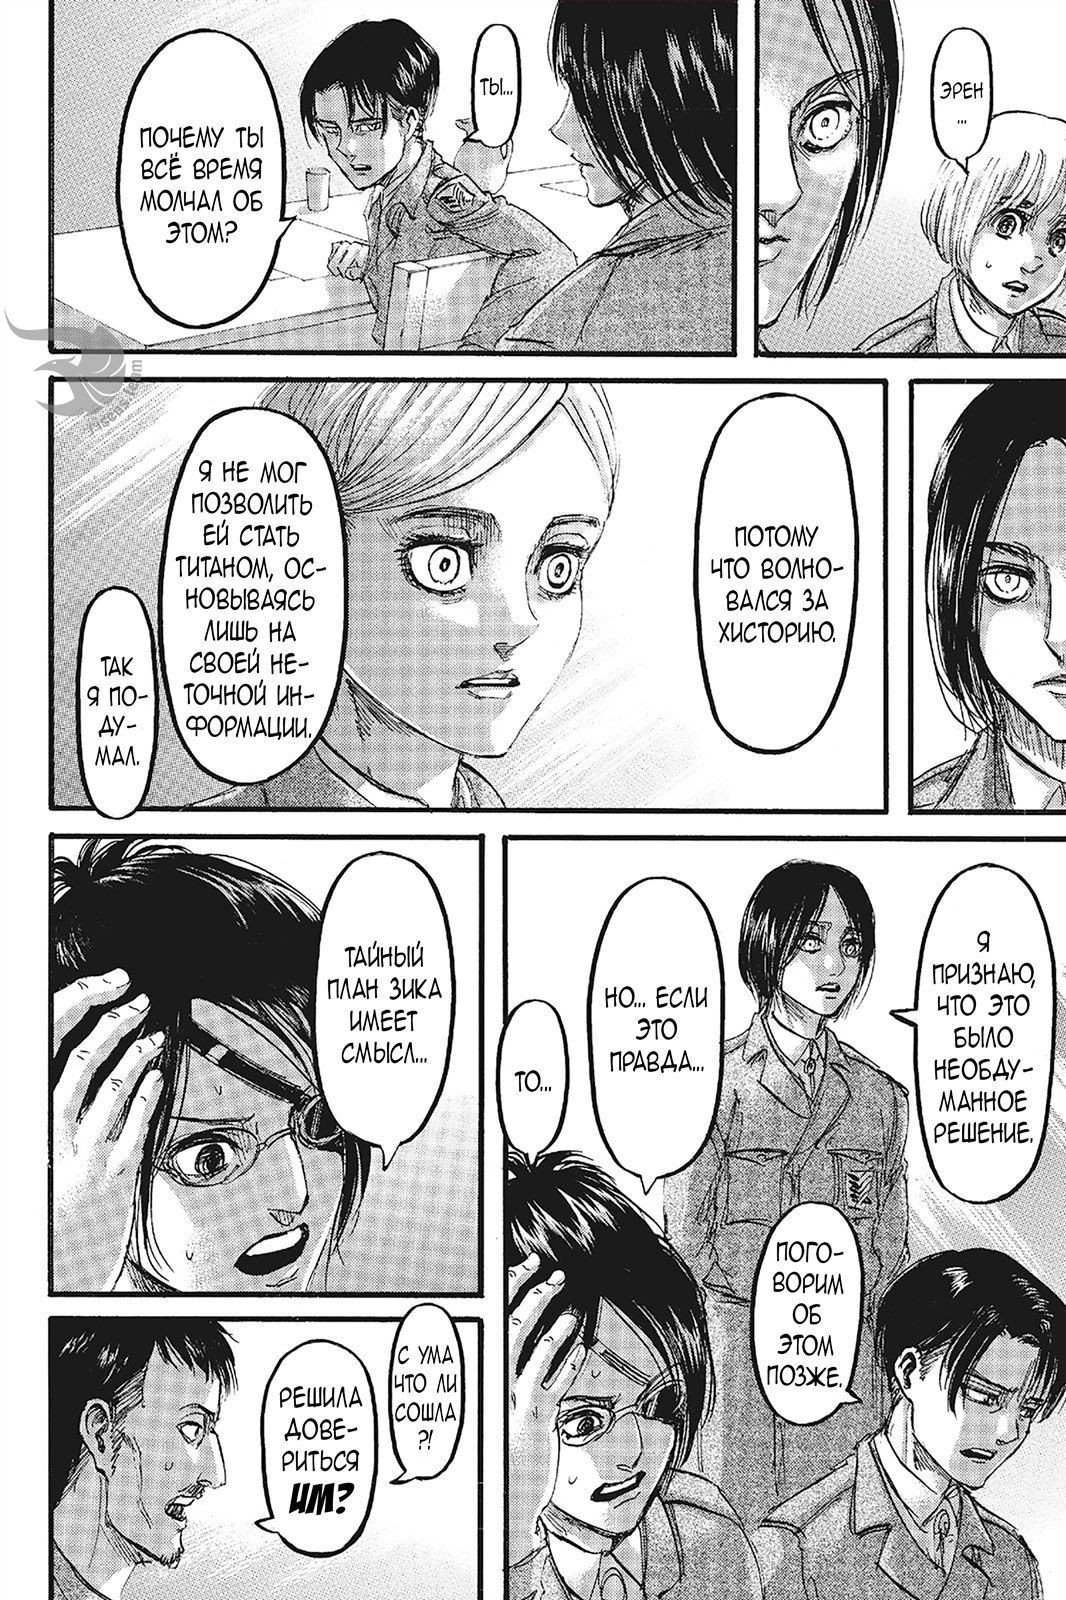 ЭРЕН
...
ТЫ...
ПОЧЕМУ ТЫ
ВСЁ ВРЕМЯ
МОЛЧАЛ ОБ
ЭТОМ?
ПОТОМУ
ЧТО ВОЛНО-
ВАЛСЯ ЗА
ХИСТОРИЮ.
Я НЕ МОГ
ПОЗВОЛИТЬ
ЕЙ СТАТЬ
ТИТАНОМ, ОС-
НОВЫВАЯСЬ
ЛИШЬ НА
СВОЕЙ НЕ-
ТОЧНОЙ ИН-
ФОРМАЦИИ.
ТАК
Я ПО-
ДУ-
МАЛ.
Я
ПРИЗНАЮ,
ЧТО ЭТО
БЫЛО
НЕОБДУ-
МАННОЕ
РЕШЕНИЕ.
НО... ЕСЛИ
ЭТО
ПРАВДА...
ТО...
ПОГО-
ВОРИМ
ОБ
ЭТОМ
ПОЗЖЕ.
ТАЙНЫЙ
ПЛАН ЗИКА
ИМЕЕТ
СМЫСЛ...
С УМА
ЧТО ЛИ
СОШЛА
?!
РЕШИЛА
ДОВЕ-
РИТЬСЯ
ИМ?